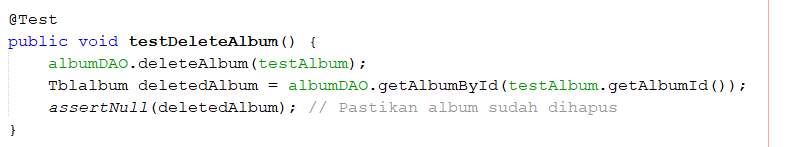 @Test
public void testDeleteAlbum() {
    albumDAO.deleteAlbum(testAlbum);
    Tblalbum deletedAlbum = albumDAO.getAlbumById(testAlbum.getAlbumId());
    assertNull(deletedAlbum); // Pastikan album sudah dihapus
}